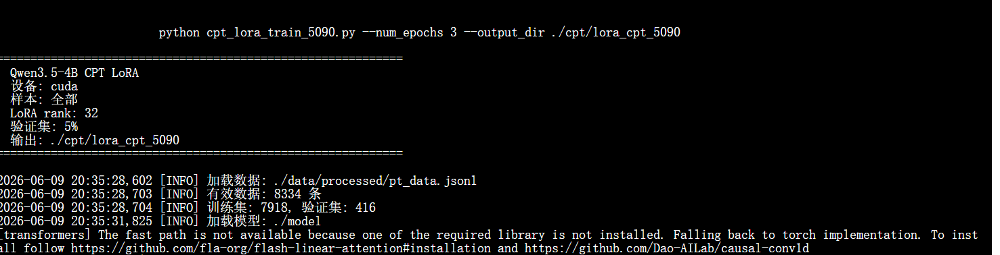 python cpt_lora_train_5090.py --num_epochs 3 --output_dir ./cpt/lora_cpt_5090
============================================================
Qwen3.5-4B CPT LoRA
设备: cuda
样本: 全部
LoRA rank: 32
验证集: 5%
输出: ./cpt/lora_cpt_5090
============================================================
2026-06-09 20:35:28,602 [INFO] 加载数据: ./data/processed/pt_data.jsonl
2026-06-09 20:35:28,703 [INFO] 有效数据: 8334 条
2026-06-09 20:35:28,704 [INFO] 训练集: 7918, 验证集: 416
2026-06-09 20:35:31,825 [INFO] 加载模型: ./model
[transformers] The fast path is not available because one of the required library is not installed. Falling back to torch implementation. To inst
all follow https://github.com/fla-org/flash-linear-attention#installation and https://github.com/Dao-AILab/causal-conv1d